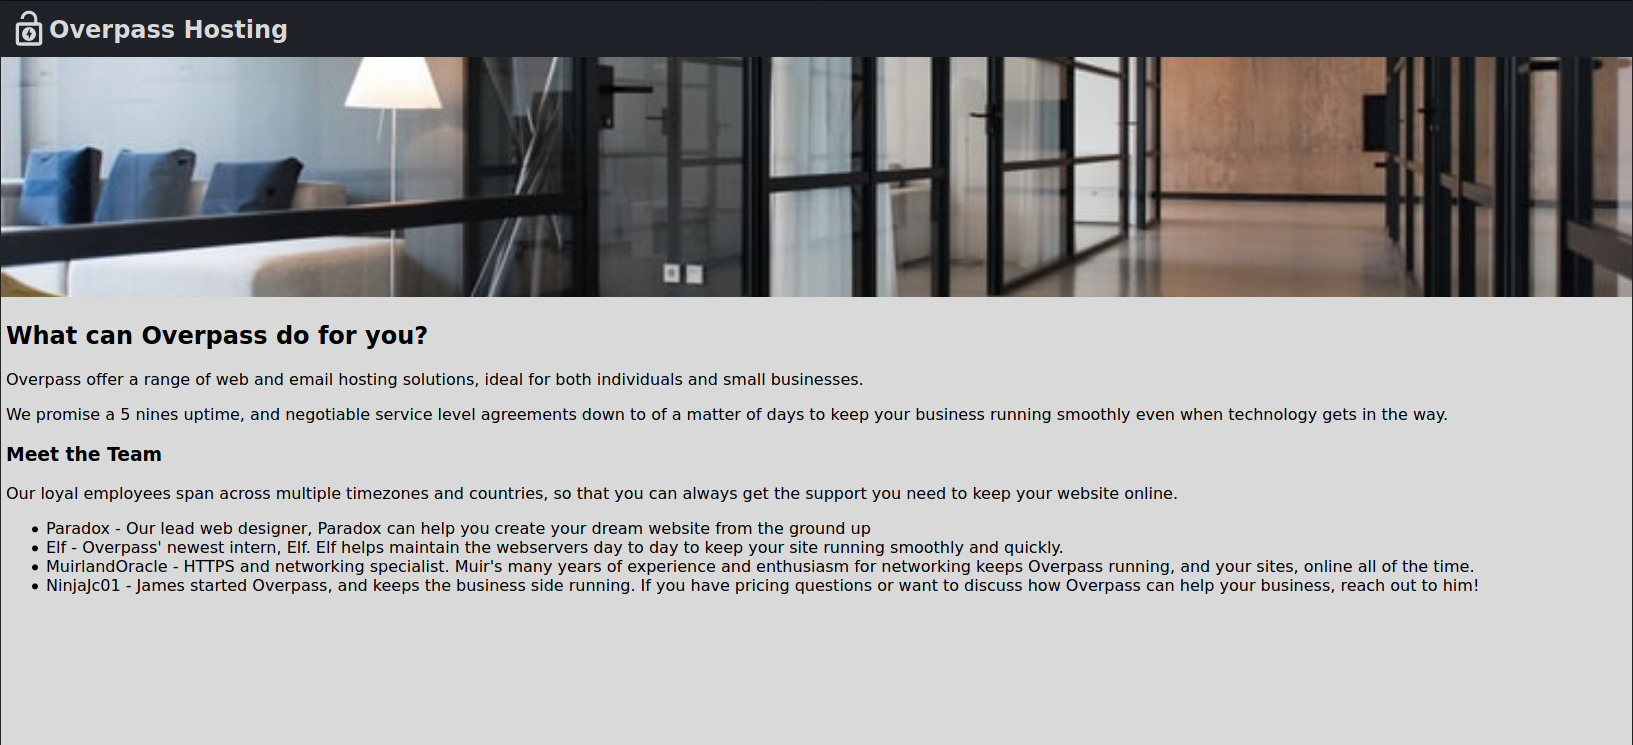 Overpass Hosting
What can Overpass do for you?
Overpass offer a range of web and email hosting solutions, ideal for both individuals and small businesses.
We promise a 5 nines uptime, and negotiable service level agreements down to of a matter of days to keep your business running smoothly even when technology gets in the way.
Meet the Team
Our loyal employees span across multiple timezones and countries, so that you can always get the support you need to keep your website online.
• Paradox - Our lead web designer, Paradox can help you create your dream website from the ground up
• Elf - Overpass' newest intern, Elf. Elf helps maintain the webservers day to day to keep your site running smoothly and quickly.
• MuirlandOracle - HTTPS and networking specialist. Muir's many years of experience and enthusiasm for networking keeps Overpass running, and your sites, online all of the time.
• NinjaJc01 - James started Overpass, and keeps the business side running. If you have pricing questions or want to discuss how Overpass can help your business, reach out to him!